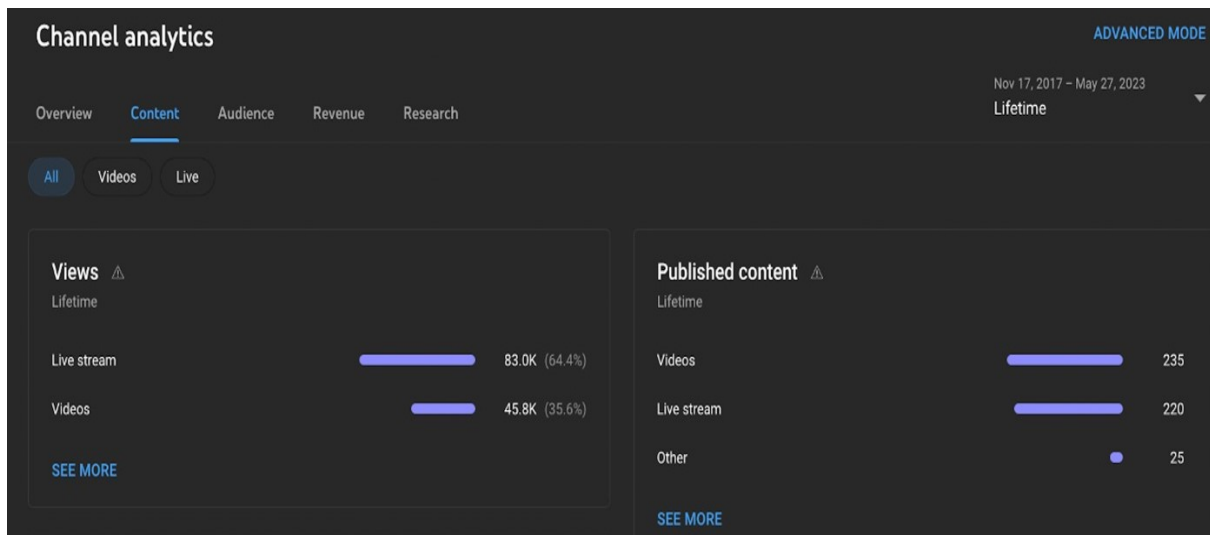 Channel analytics
ADVANCED MODE
Nov 17, 2017 – May 27, 2023
Lifetime
Overview Content Audience Revenue Research
All Videos Live
Views
Lifetime
Live stream 83.0K (64.4%)
Videos 45.8K (35.6%)
SEE MORE
Published content
Lifetime
Videos 235
Live stream 220
Other 25
SEE MORE